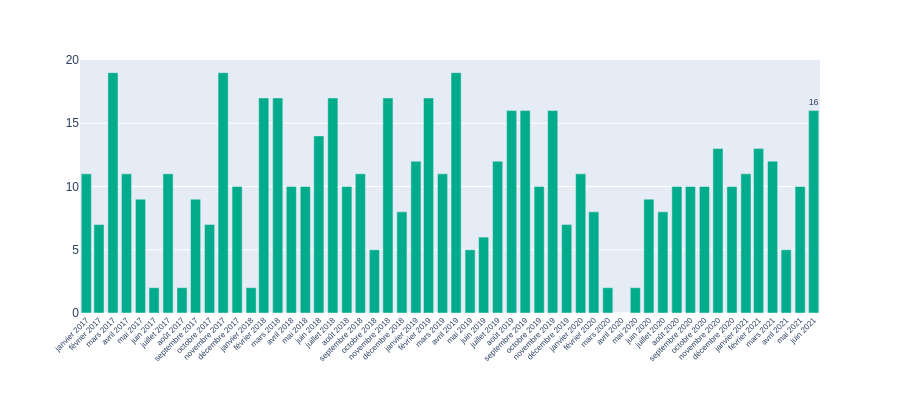 20
15
10
5
0
16
janvier 2017
février 2017
mars 2017
avril 2017
mai 2017
juin 2017
juillet 2017
août 2017
septembre 2017
octobre 2017
novembre 2017
décembre 2017
janvier 2018
février 2018
mars 2018
avril 2018
mai 2018
juin 2018
juillet 2018
août 2018
septembre 2018
octobre 2018
novembre 2018
décembre 2018
janvier 2019
février 2019
mars 2019
avril 2019
mai 2019
juin 2019
juillet 2019
août 2019
septembre 2019
octobre 2019
novembre 2019
décembre 2019
janvier 2020
février 2020
mars 2020
avril 2020
mai 2020
juin 2020
juillet 2020
août 2020
septembre 2020
octobre 2020
novembre 2020
décembre 2020
janvier 2021
février 2021
mars 2021
avril 2021
mai 2021
juin 2021